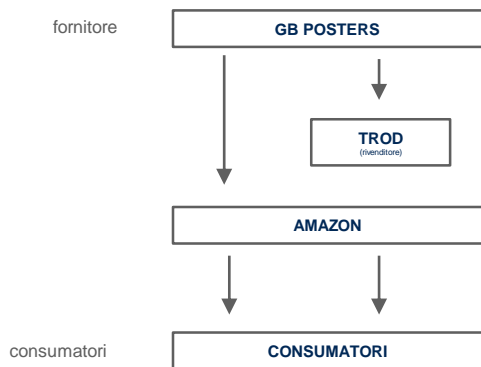 fornitore
GB POSTERS
TROD
(rivenditore)
AMAZON
consumatori
CONSUMATORI